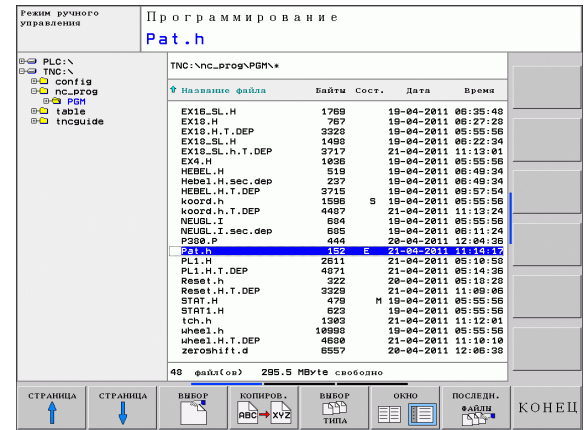 Режим ручного
управления
Программирование
Pat.h
PLC:\
TNC:\
config
nc_prog
PGM
table
tncguide
TNC:\nc_prog\PGM\*
Название файла Байты Сост. Дата Время
EX16_SL.H 1769 19-04-2011 06:35:48
EX18.H 767 19-04-2011 06:27:28
EX18.H.T.DEP 3328 19-04-2011 05:55:56
EX18_SL.H 1498 19-04-2011 06:22:34
EX18_SL.h.T.DEP 3717 21-04-2011 11:13:01
EX4.H 1036 19-04-2011 05:55:56
HEBEL.H 519 19-04-2011 06:49:34
Hebel.H.sec.dep 237 19-04-2011 06:49:34
HEBEL.H.T.DEP 3715 19-04-2011 09:57:54
koord.h 1596 S 19-04-2011 05:55:56
koord.h.T.DEP 4487 21-04-2011 11:13:24
NEUGL.I 684 19-04-2011 05:55:56
NEUGL.I.sec.dep 685 19-04-2011 06:11:24
P380.P 444 20-04-2011 12:04:36
Pat.h 152 E 21-04-2011 11:14:17
PL1.H 2611 21-04-2011 05:10:58
PL1.H.T.DEP 4871 21-04-2011 05:14:36
Reset.h 322 20-04-2011 05:18:28
Reset.H.T.DEP 3329 21-04-2011 11:09:06
STAT.H 479 M 19-04-2011 05:55:56
STAT1.H 623 19-04-2011 05:55:56
tch.h 1303 21-04-2011 11:12:01
wheel.h 10998 19-04-2011 05:55:56
wheel.H.T.DEP 4680 21-04-2011 11:10:10
zeroshift.d 6557 20-04-2011 12:06:38
48 файл(ов) 295.5 MByte свободно
СТРАНИЦА
СТРАНИЦА
ВЫБОР
КОПИРОВ.
ABC XYZ
ВЫБОР
ТИПА
ОКНО
ПОСЛЕДН.
ФАЙЛЫ
КОНЕЦ